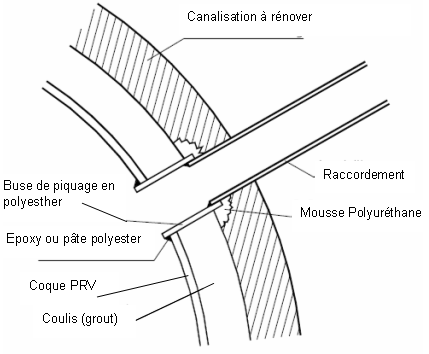 Canalisation à rénover
Raccordement
Buse de piquage en
polyesther
Mousse Polyuréthane
Epoxy ou pâte polyester
Coque PRV
Coulis (grout)